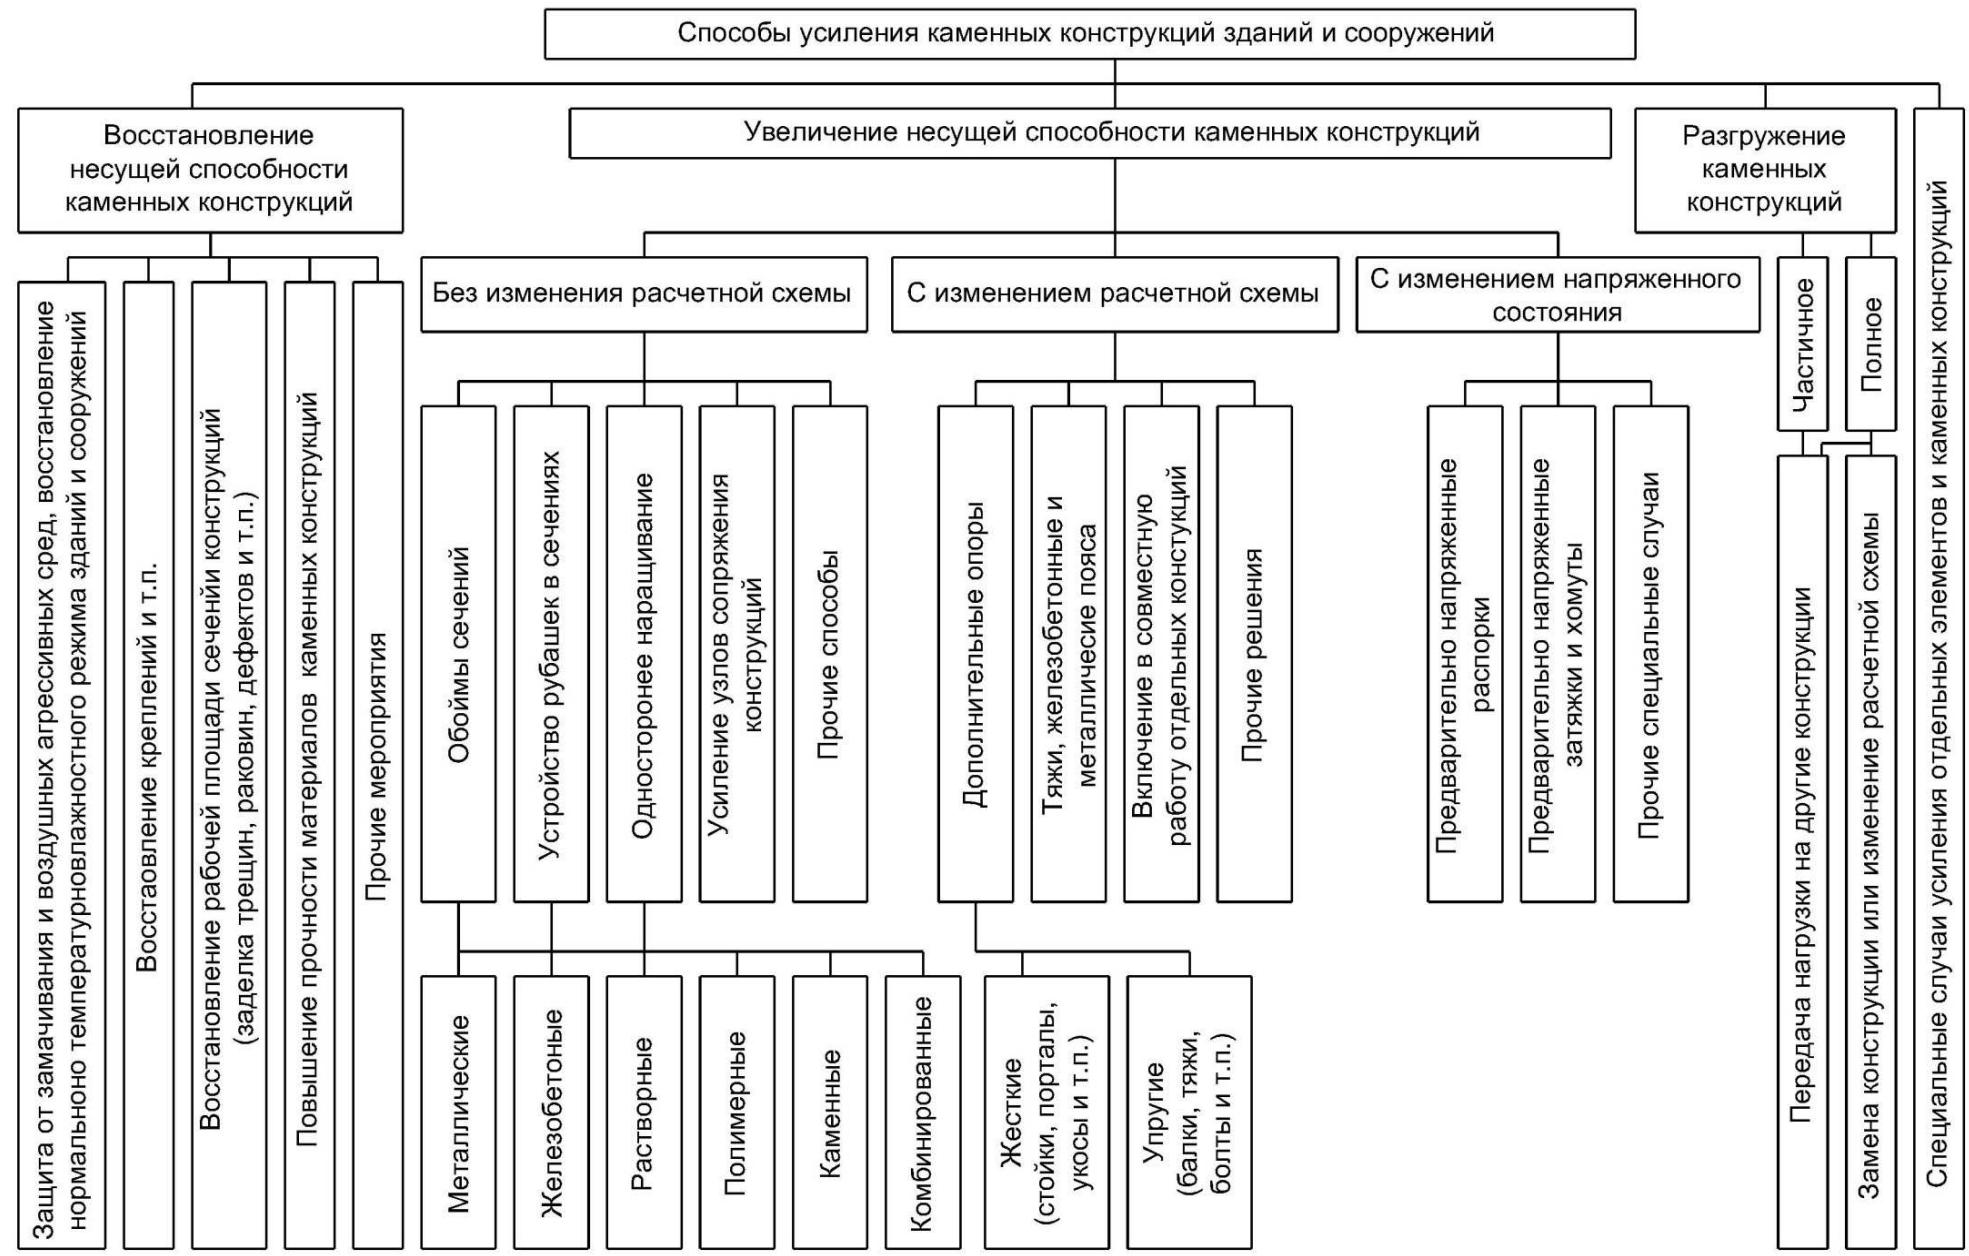 Способы усиления каменных конструкций зданий и сооружений
Восстановление
несущей способности
каменных конструкций
Увеличение несущей способности каменных конструкций
Разгружение
каменных
конструкций
Специальные случаи усиления отдельных элементов и каменных конструкций
Защита от замачивания и воздушных агрессивных сред, восстановление
нормальноно температурновлажностного режима зданий и сооружений
Восстаовление креплений и т.п.
Восстановление рабочей площади сечений конструкций
(заделка трещин, раковин, дефектов и т.п.)
Повышение прочности материалов каменных конструкций
Прочие мероприятия
Без изменения расчетной схемы
С изменением расчетной схемы
С изменением напряженного
состояния
Частичное
Полное
Обоймы сечений
Устройство рубашек в сечениях
Односторонее наращивание
Усиление узлов сопряжения
конструкций
Прочие способы
Дополнительные опоры
Тяжи, железобетонные и
металличесие пояса
Включение в совместную
работу отдельных констукций
Прочие решения
Предварительно напряженные
распорки
Предварительно напряженные
затяжки и хомуты
Прочие специальные случаи
Передача нагрузки на другие конструкции
Замена конструкции или изменение расчетной схемы
Металлические
Железобетоные
Растворные
Полимерные
Каменные
Комбинированные
Жесткие
(стойки, порталы,
укосы и т.п.)
Упругие
(балки, тяжи,
болты и т.п.)